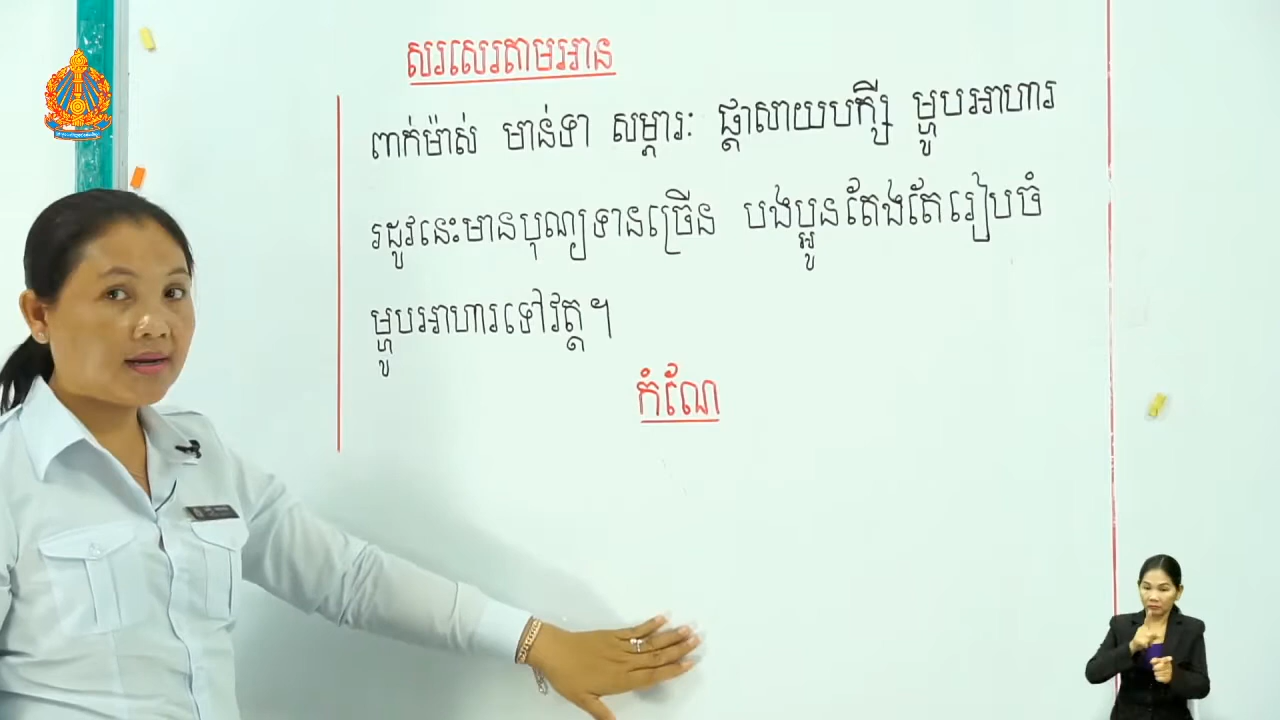 សរសេរតាមអាន
ពាក់ម៉ាស់ មាន់ទា សម្ភារៈ ផ្ដាសាយបក្សី ម្ហូបអាហារ
រដូវនេះមានបុណ្យទានច្រើន បងប្អូនតែងតែរៀបចំ
ម្ហូបអាហារទៅវត្ត។
កំណែ